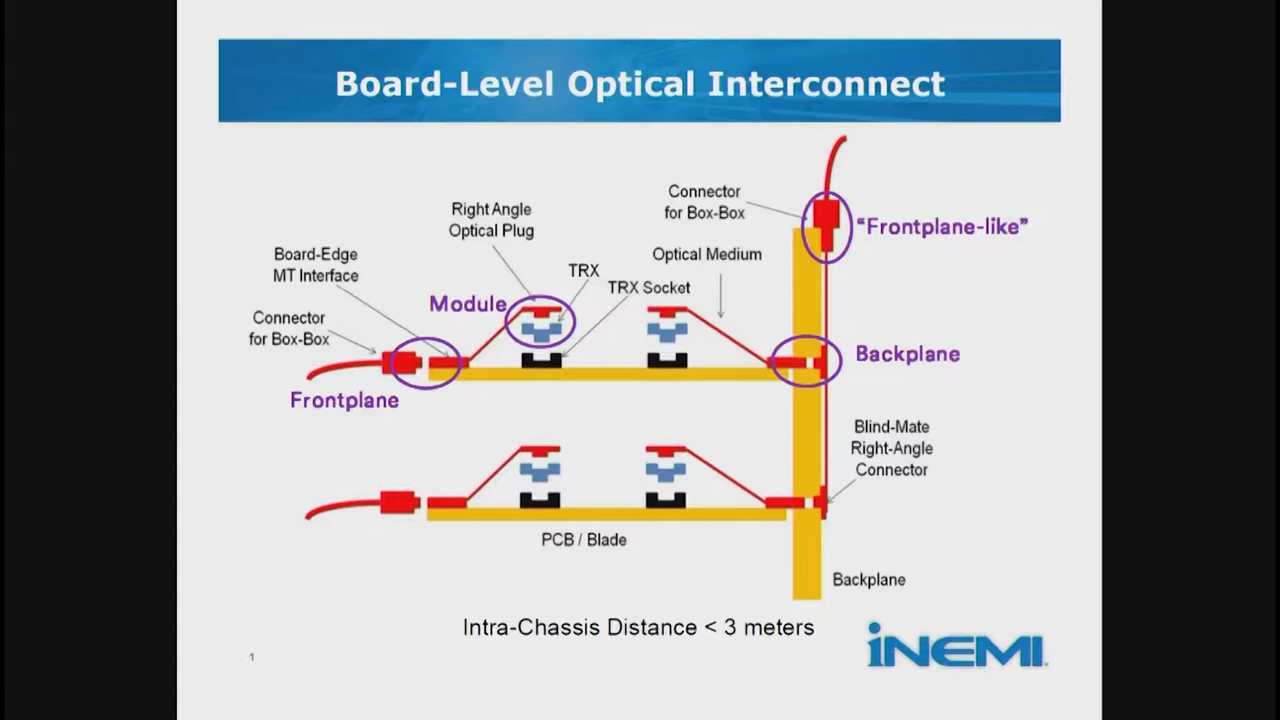 Board-Level Optical Interconnect
Connector
for Box-Box
“Frontplane-like”
Right Angle
Optical Plug
Board-Edge
MT Interface
Optical Medium
TRX
TRX Socket
Module
Connector
for Box-Box
Backplane
Frontplane
Blind-Mate
Right-Angle
Connector
PCB / Blade
Backplane
Intra-Chassis Distance < 3 meters
iNEMI
1